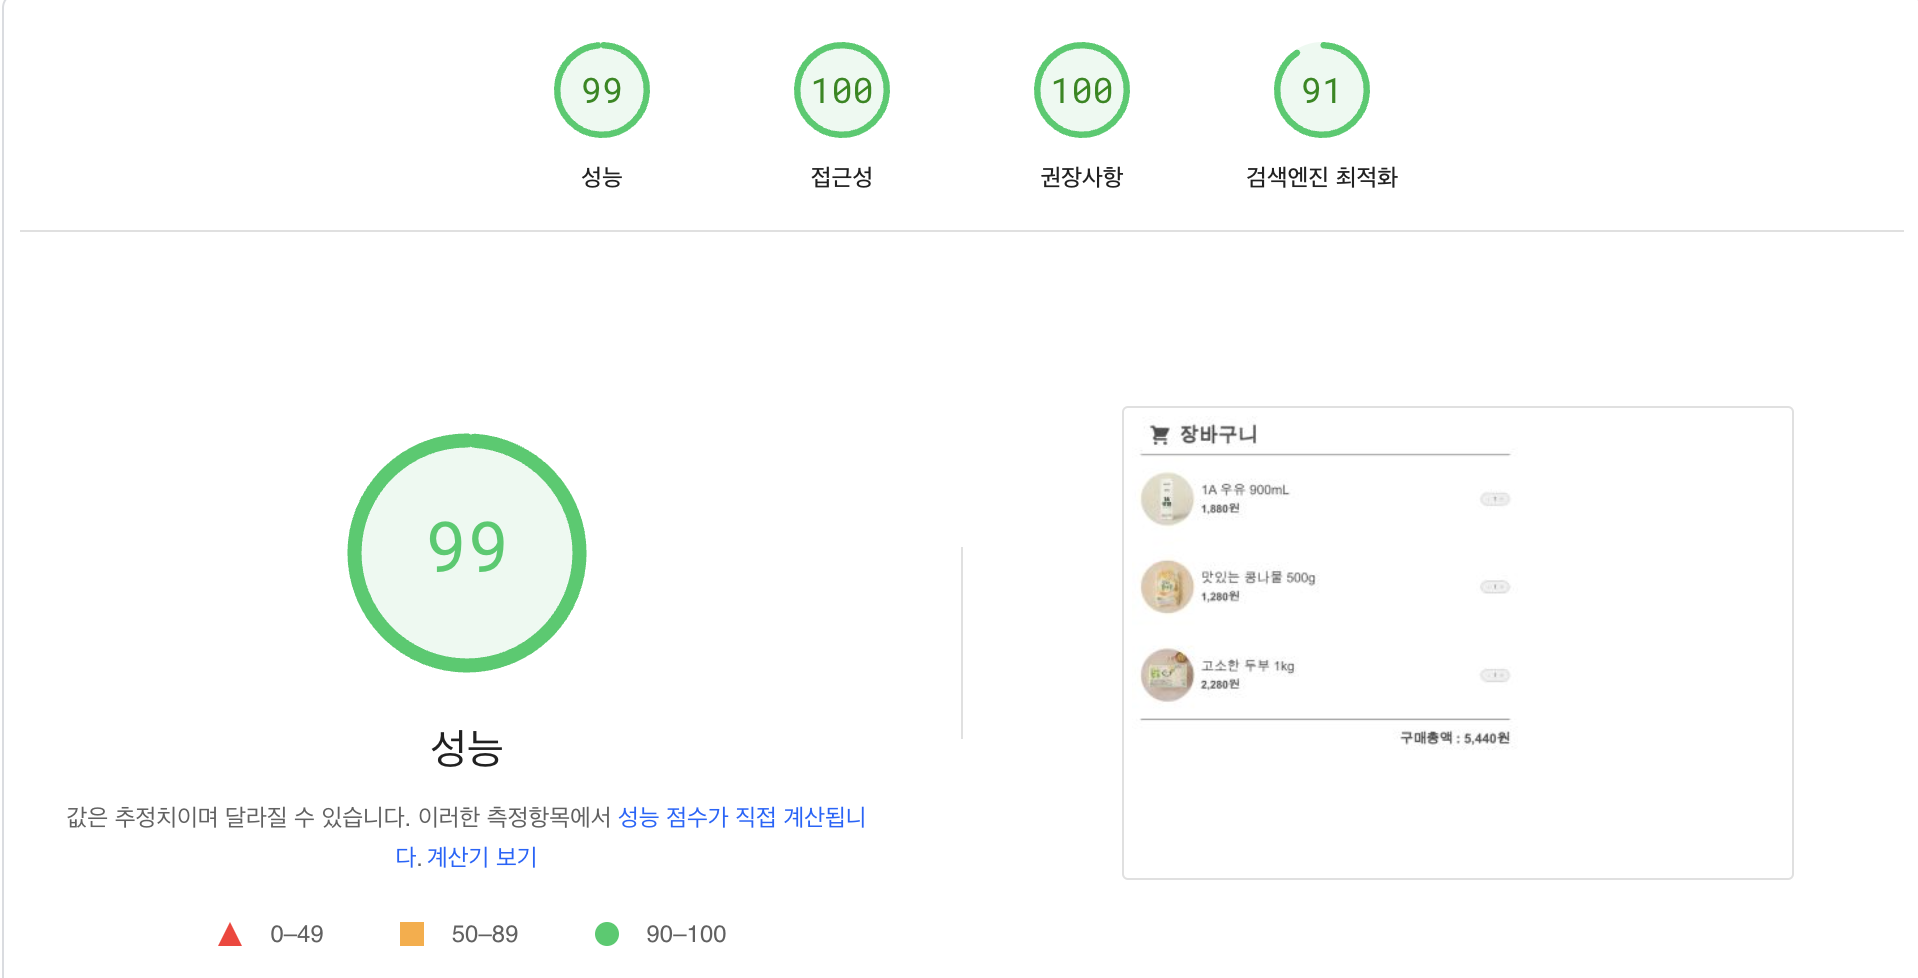 99
100
100
91
성능
접근성
권장사항
검색엔진 최적화
99
성능
값은 추정치이며 달라질 수 있습니다. 이러한 측정항목에서 성능 점수가 직접 계산됩니
다. 계산기 보기
0–49
50–89
90–100
장바구니
1A 우유 900mL
1,880원
1
맛있는 콩나물 500g
1,280원
1
고소한 두부 1kg
2,280원
1
구매총액 : 5,440원